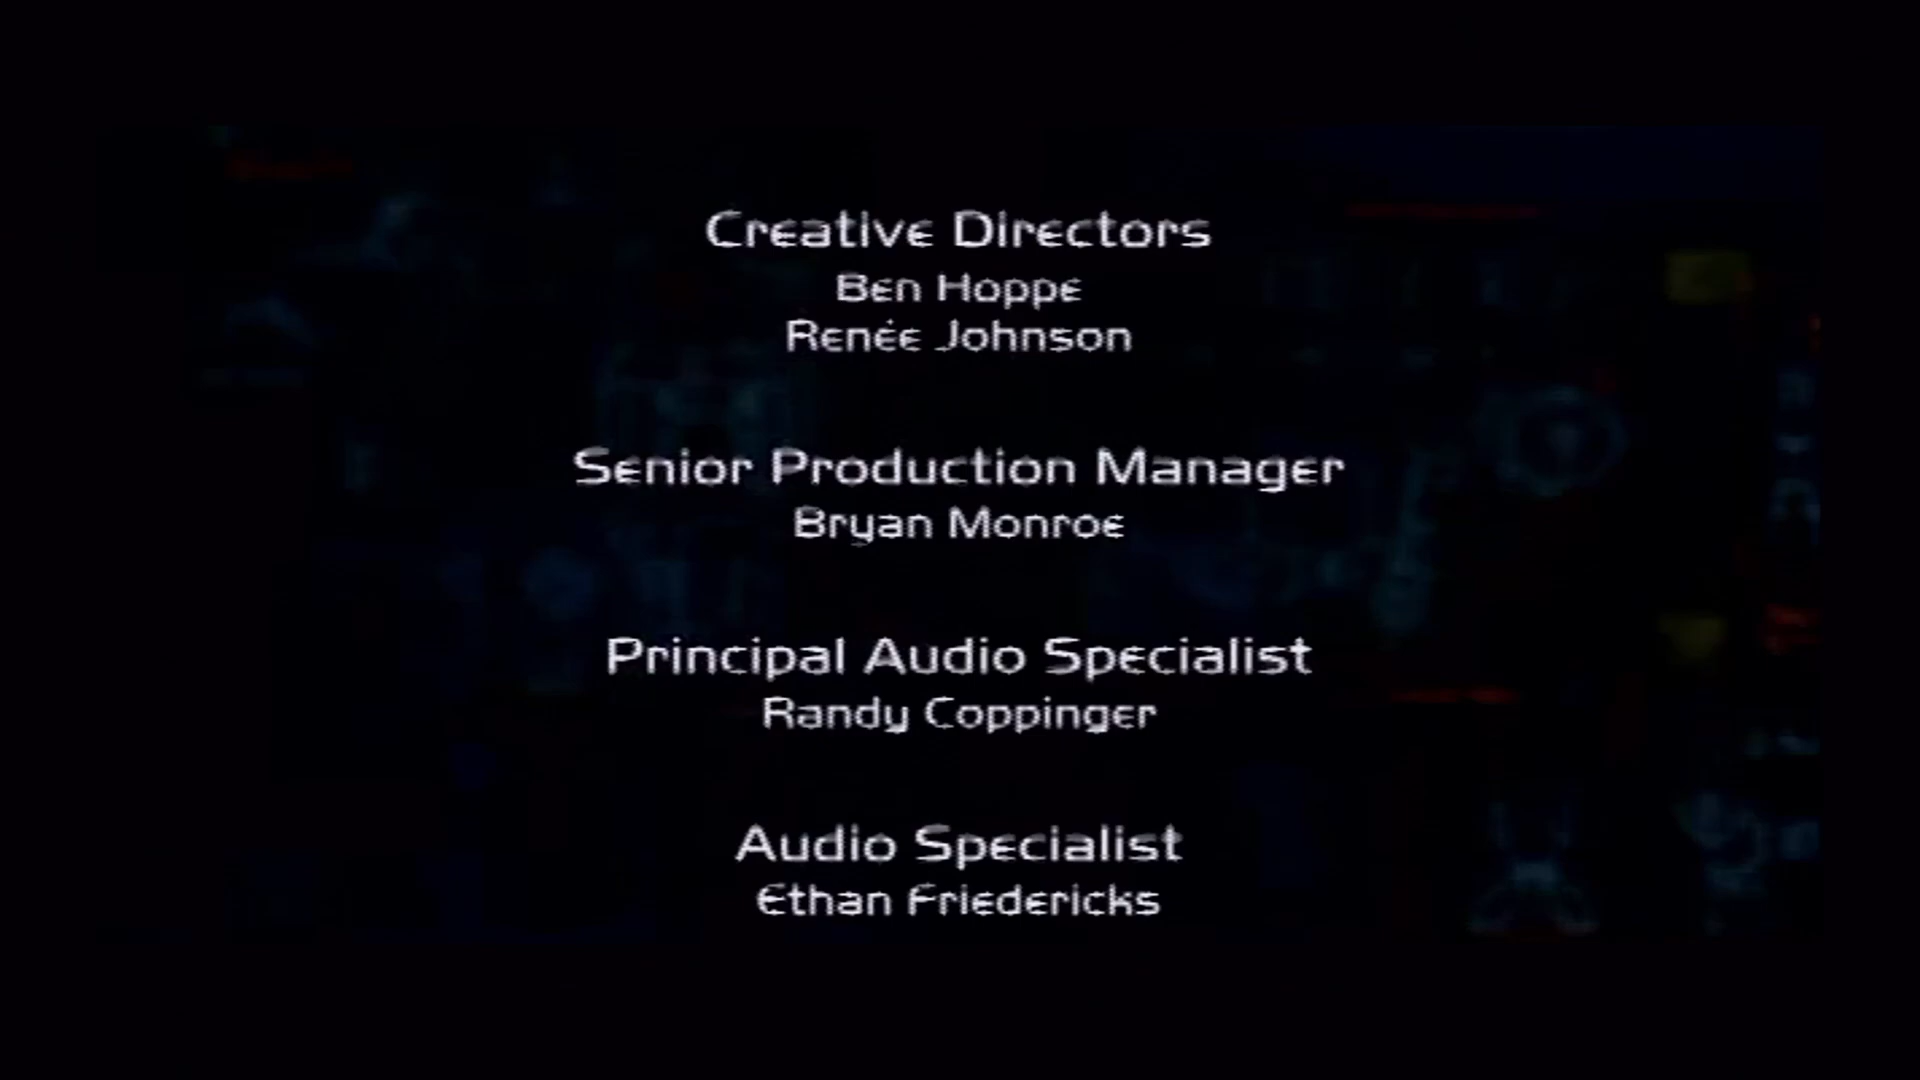 Creative Directors
Ben Hoppe
Renée Johnson
Senior Production Manager
Bryan Monroe
Principal Audio Specialist
Randy Coppinger
Audio Specialist
Ethan Friedericks